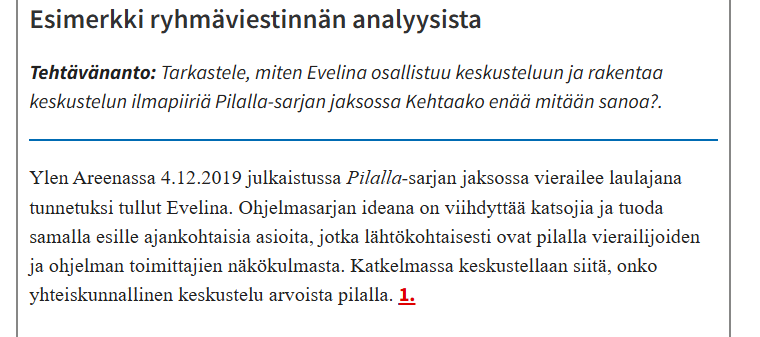 Esimerkki ryhmäviestinnän analyysista
Tehtävänanto: Tarkastele, miten Evelina osallistuu keskusteluun ja rakentaa
keskustelun ilmapiiriä Pilalla-sarjan jaksossa Kehtaako enää mitään sanoa?.
Ylen Areenassa 4.12.2019 julkaistussa Pilalla-sarjan jaksossa vierailee laulajana
tunnetuksi tullut Evelina. Ohjelmasarjan ideana on viihdyttää katsojia ja tuoda
samalla esille ajankohtaisia asioita, jotka lähtökohtaisesti ovat pilalla vierailijoiden
ja ohjelman toimittajien näkökulmasta. Katkelmassa keskustellaan siitä, onko
yhteiskunnallinen keskustelu arvoista pilalla. 1.